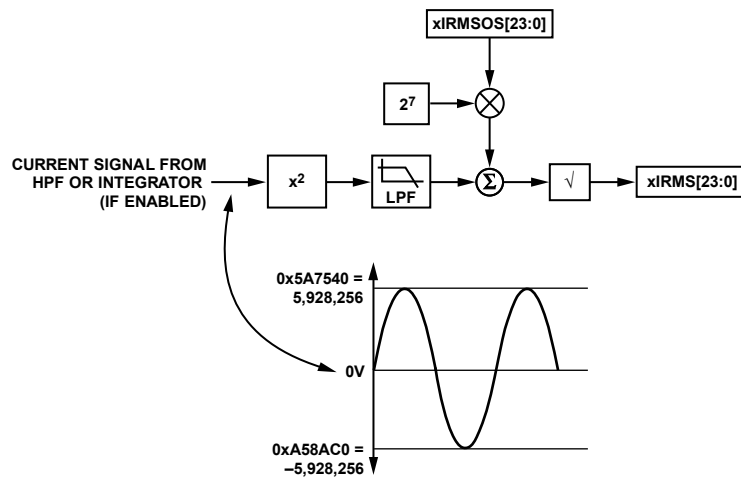 xIRMSOS[23:0]
2⁷
CURRENT SIGNAL FROM
HPF OR INTEGRATOR
(IF ENABLED)
x²
LPF
Σ
√
xIRMS[23:0]
0x5A7540 =
5,928,256
0V
0xA58AC0 =
–5,928,256